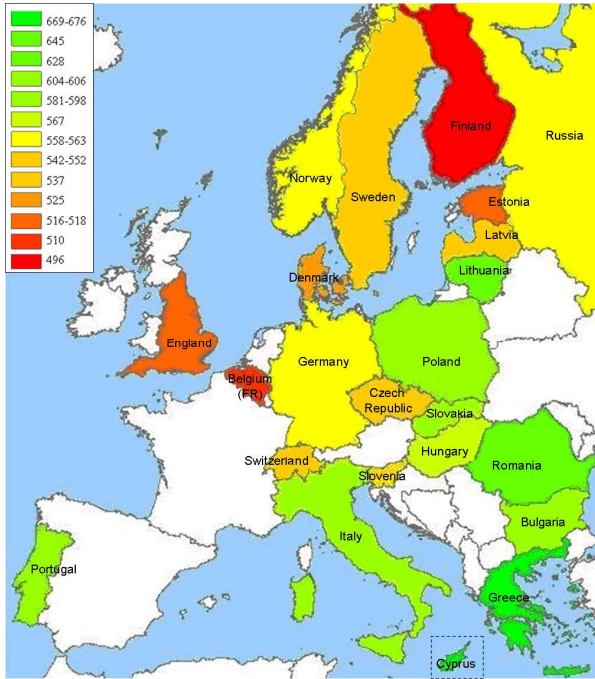 669-676
645
628
604-606
581-598
567
558-563
542-552
537
525
516-518
510
496
Finland
Russia
Norway
Sweden
Estonia
Latvia
Lithuania
Denmark
England
Germany
Poland
Belgium
(FR)
Czech
Republic
Slovakia
Hungary
Switzerland
Slovenia
Romania
Bulgaria
Italy
Portugal
Greece
Cyprus